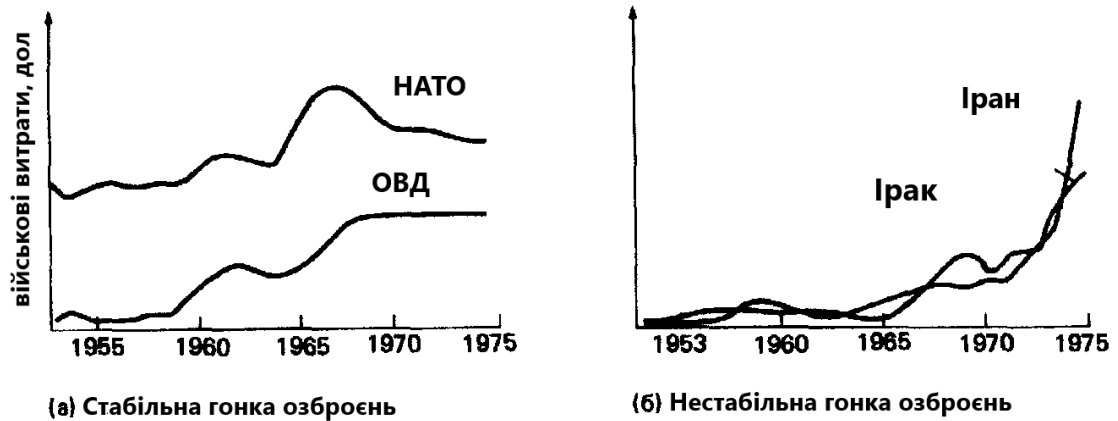 військові витрати, дол
НАТО
ОВД
1955 1960 1965 1970 1975
(а) Стабільна гонка озброєнь
Іран
Ірак
1953 1960 1965 1970 1975
(б) Нестабільна гонка озброєнь